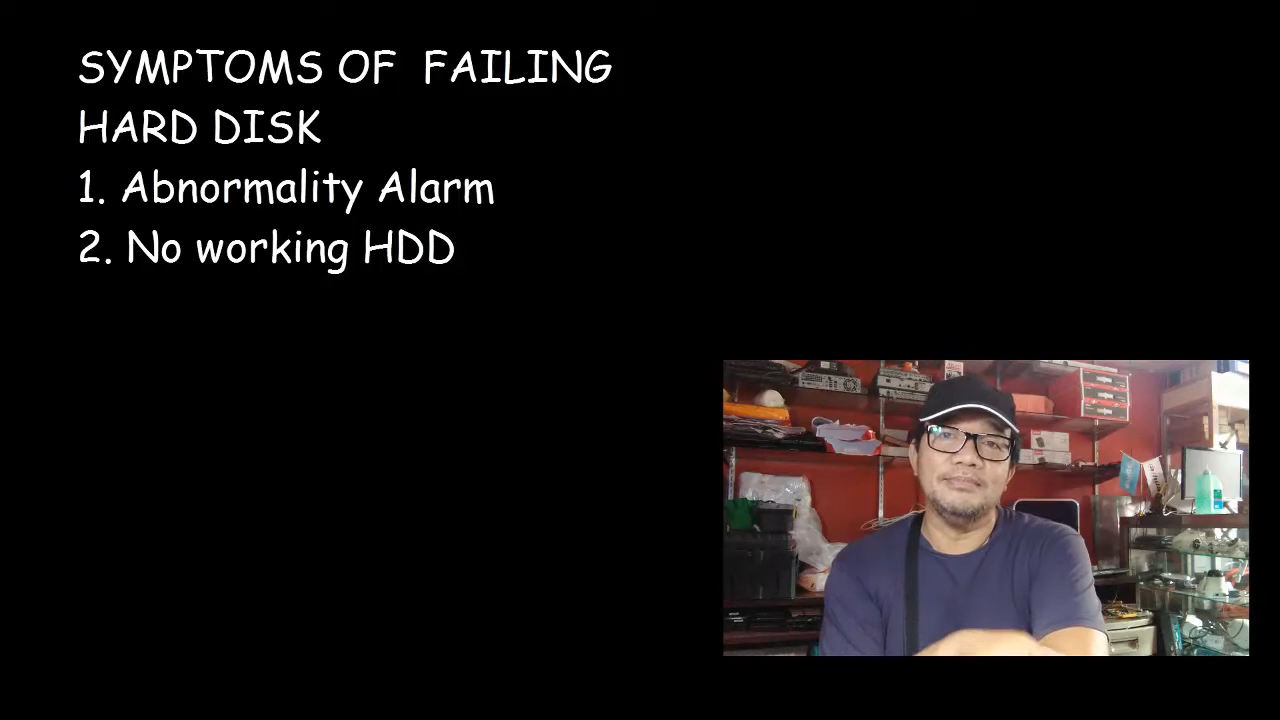 SYMPTOMS OF FAILING
HARD DISK
1. Abnormality Alarm
2. No working HDD